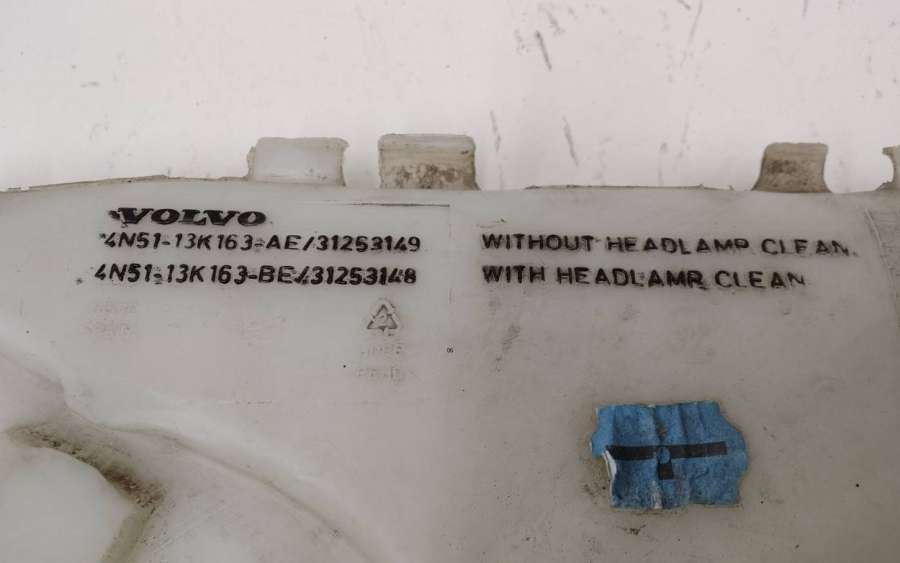 VOLVO
4N51-13K163-AE/31253149 WITHOUT HEADLAMP CLEAN.
4N51-13K163-BE/31253148 WITH HEADLAMP CLEAN